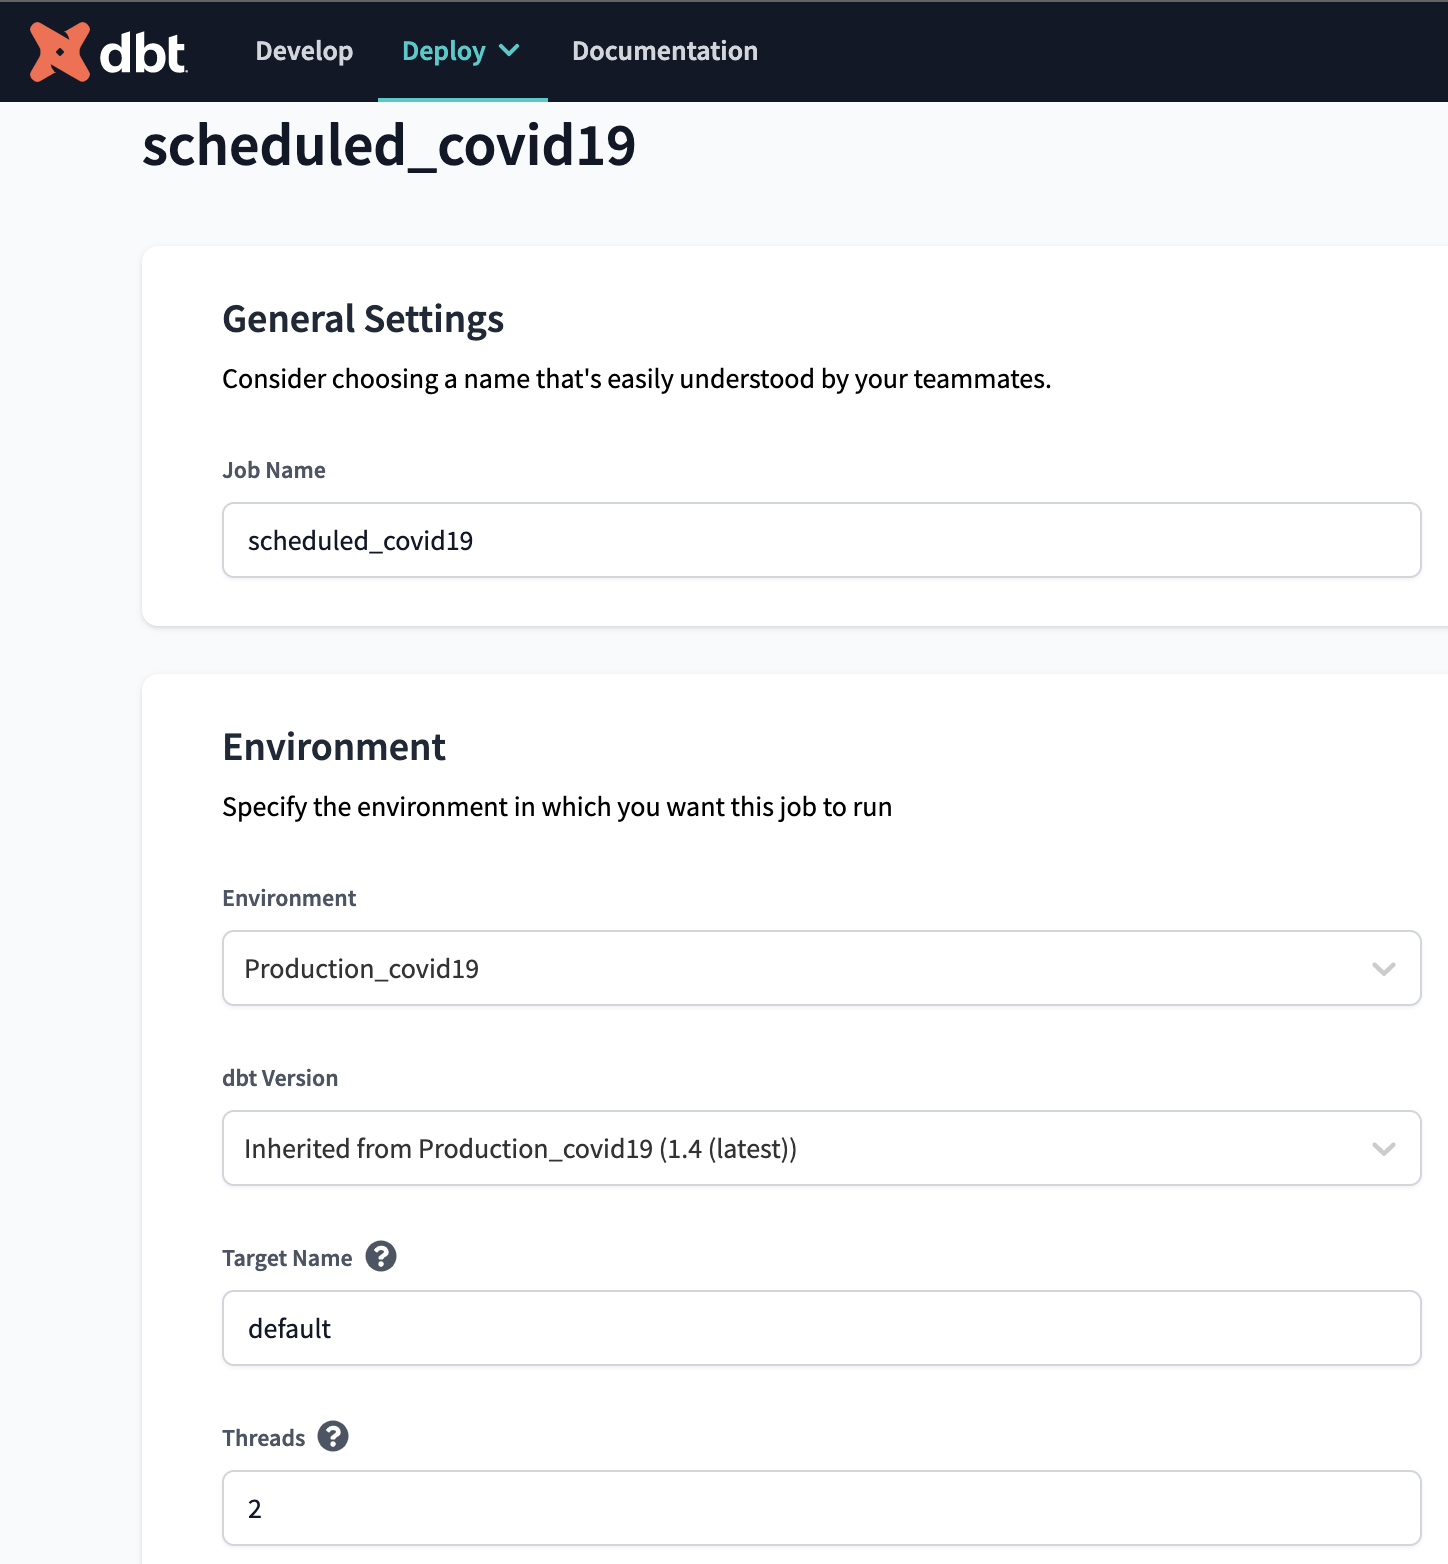 dbt Develop Deploy Documentation
scheduled_covid19
General Settings
Consider choosing a name that's easily understood by your teammates.
Job Name
scheduled_covid19
Environment
Specify the environment in which you want this job to run
Environment
Production_covid19
dbt Version
Inherited from Production_covid19 (1.4 (latest))
Target Name ?
default
Threads ?
2